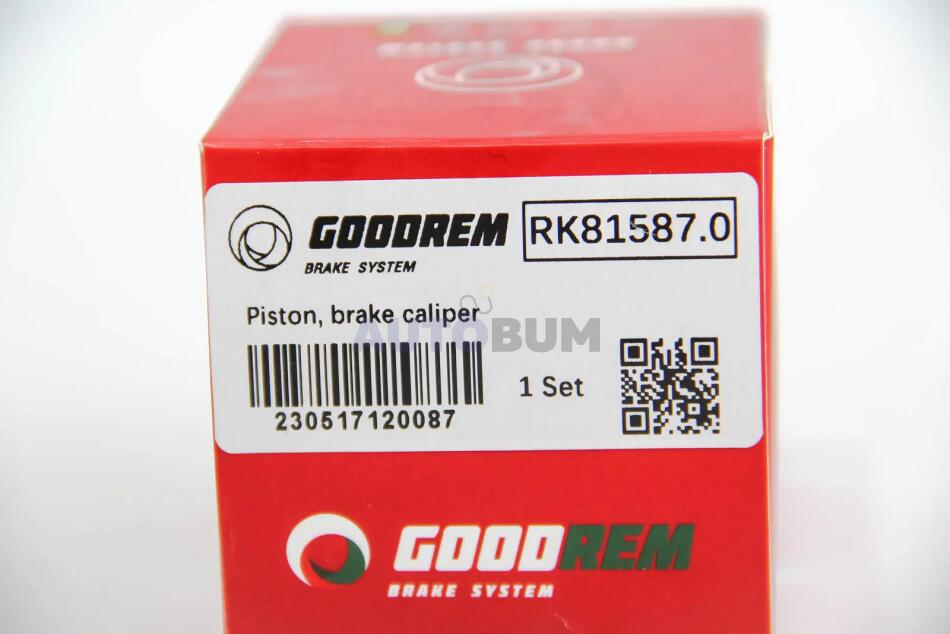 GOODREM
BRAKE SYSTEM
RK81587.0
Piston, brake caliper
AUTOBUM
1 Set
230517120087
GOODREM
BRAKE SYSTEM